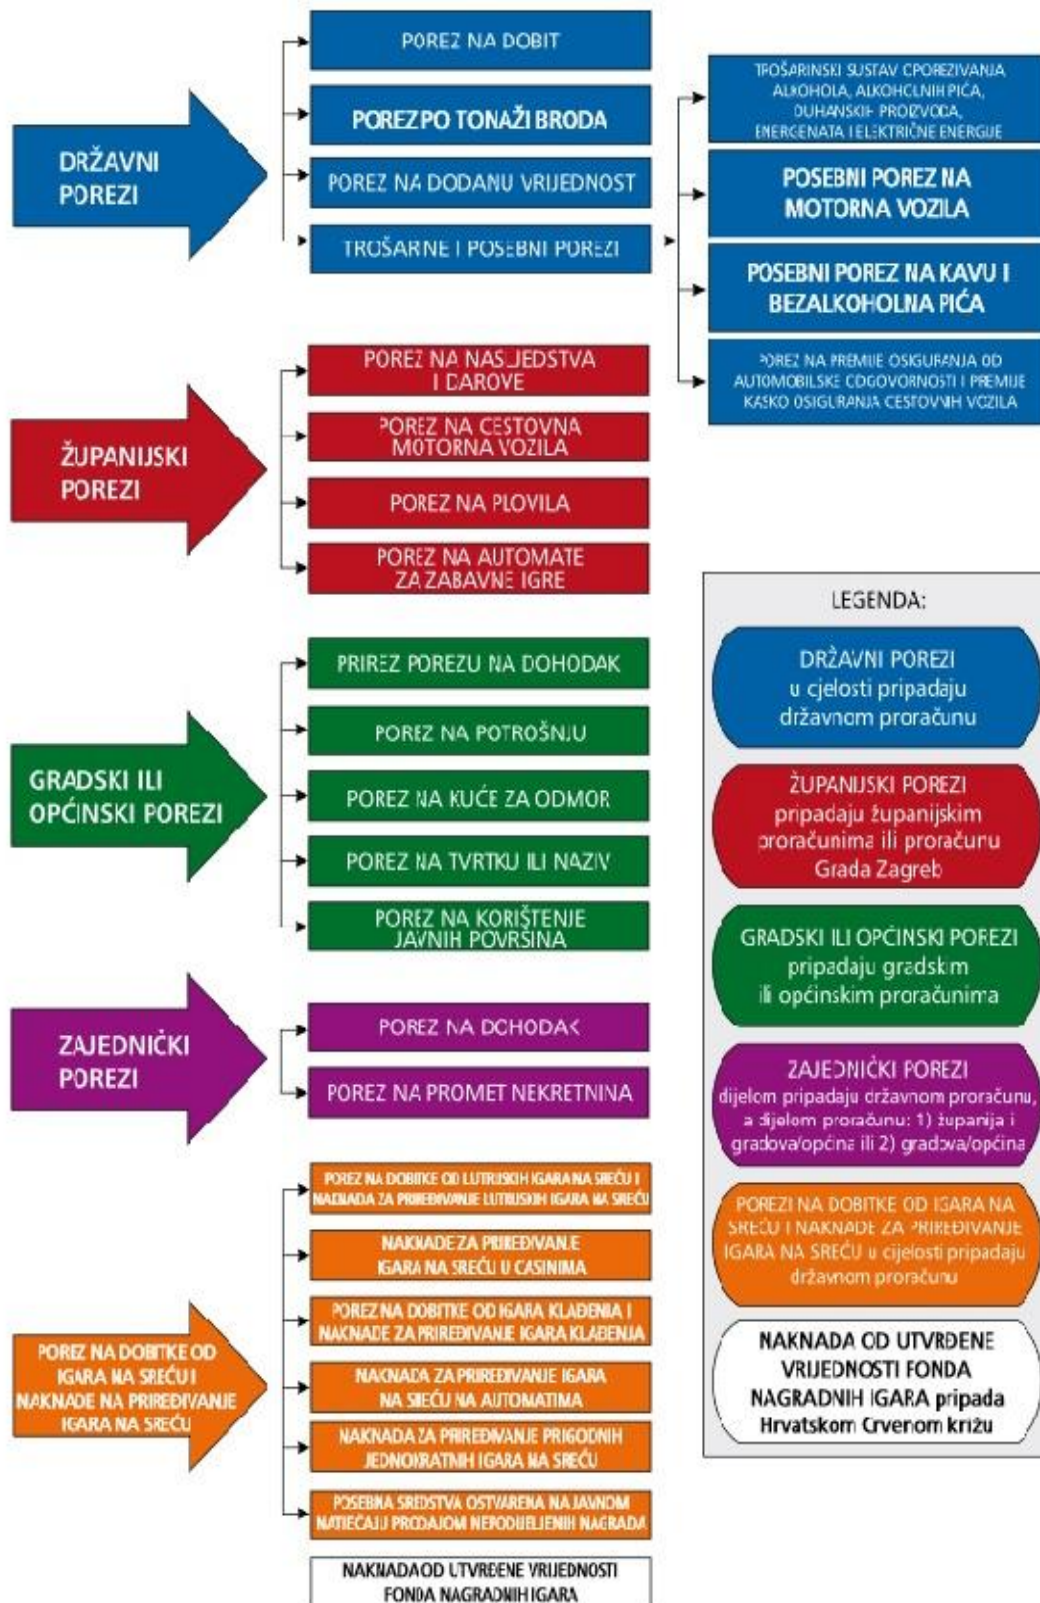 DRŽAVNI
POREZI
POREZ NA DOBIT
POREZ PO TONAŽI BRODA
POREZ NA DODANU VRIJEDNOST
TROŠARNE I POSEBNI POREZI
TROŠARINSKI SUSTAV OPOREZIVANJA
ALKOHOLA, ALKOHOLNIH PIĆA,
DUHANSKIH PROIZVODA,
ENERGENATA I ELEKTRIČNE ENERGIJE
POSEBNI POREZ NA
MOTORNA VOZILA
POSEBNI POREZ NA KAVU I
BEZALKOHOLNA PIĆA
POREZ NA PREMIJE OSIGURANJA OD
AUTOMOBILSKE ODGOVORNOSTI I PREMIJE
KASKO OSIGURANJA CESTOVNIH VOZILA
ŽUPANIJSKI
POREZI
POREZ NA NASLJEDSTVA
I DAROVE
POREZ NA CESTOVNA
MOTORNA VOZILA
POREZ NA PLOVILA
POREZ NA AUTOMATE
ZA ZABAVNE IGRE
GRADSKI ILI
OPĆINSKI POREZI
PRIREZ POREZU NA DOHODAK
POREZ NA POTROŠNJU
POREZ NA KUĆE ZA ODMOR
POREZ NA TVRTKU ILI NAZIV
POREZ NA KORIŠTENJE
JAVNIH POVRŠINA
ZAJEDNIČKI
POREZI
POREZ NA DOHODAK
POREZ NA PROMET NEKRETNINA
POREZ NA DOBITKE OD
IGARA NA SREĆU I
NAKNADE NA PRIREĐIVANJE
IGARA NA SREĆU
POREZ NA DOBITKE OD LUTRIJSKIH IGARA NA SREĆU I
NAKNADA ZA PRIREĐIVANJE LUTRIJSKIH IGARA NA SREĆU
NAKNADE ZA PRIREĐIVANJE
IGARA NA SREĆU U CASINIMA
POREZ NA DOBITKE OD IGARA KLAĐENJA I
NAKNADE ZA PRIREĐIVANJE IGARA KLAĐENJA
NAKNADA ZA PRIREĐIVANJE IGARA
NA SREĆU NA AUTOMATIMA
NAKNADA ZA PRIREĐIVANJE PRIGODNIH
JEDNOKRATNIH IGARA NA SREĆU
POSEBNA SREDSTVA OSTVARENA NA JAVNOM
NATJEČAJU PRODAJOM NEPODIJELJENIH NAGRADA
NAKNADA OD UTVRĐENE VRIJEDNOSTI
FONDA NAGRADNIH IGARA
LEGENDA:
DRŽAVNI POREZI
u cjelosti pripadaju
državnom proračunu
ŽUPANIJSKI POREZI
pripadaju županijskim
proračunima ili proračunu
Grada Zagreb
GRADSKI ILI OPĆINSKI POREZI
pripadaju gradskim
ili općinskim proračunima
ZAJEDNIČKI POREZI
dijelom pripadaju državnom proračunu,
a dijelom proračunu: 1) županija i
gradova/općina ili 2) gradova/općina
POREZI NA DOBITKE OD IGARA NA
SREĆU I NAKNADE ZA PRIREĐIVANJE
IGARA NA SREĆU u cijelosti pripadaju
državnom proračunu
NAKNADA OD UTVRĐENE
VRIJEDNOSTI FONDA
NAGRADNIH IGARA pripada
Hrvatskom Crvenom križu